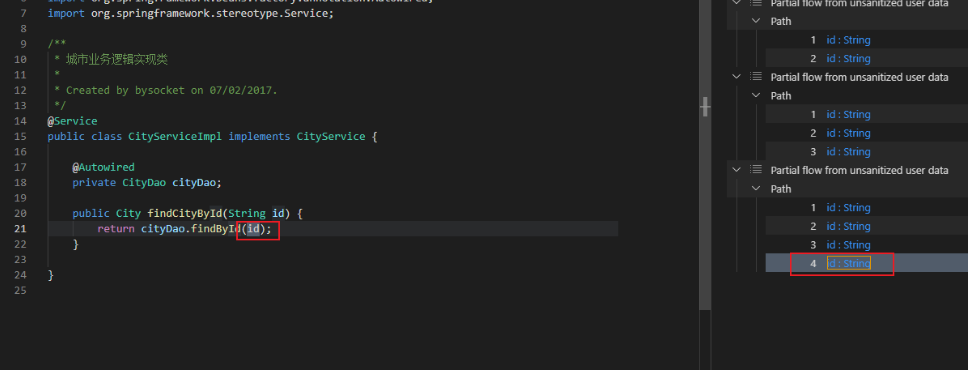 import org.springframework.beans.factory.annotation.Autowired;
7 import org.springframework.stereotype.Service;
8
9 /**
10 * 城市业务逻辑实现类
11 *
12 * Created by bysocket on 07/02/2017.
13 */
14 @Service
15 public class CityServiceImpl implements CityService {
16
17 @Autowired
18 private CityDao cityDao;
19
20 public City findCityById(String id) {
21 return cityDao.findById(id);
22 }
23
24 }
25
Partial flow from unsanitized user data
Path
1 id : String
2 id : String
Partial flow from unsanitized user data
Path
1 id : String
2 id : String
3 id : String
Partial flow from unsanitized user data
Path
1 id : String
2 id : String
3 id : String
4 id : String